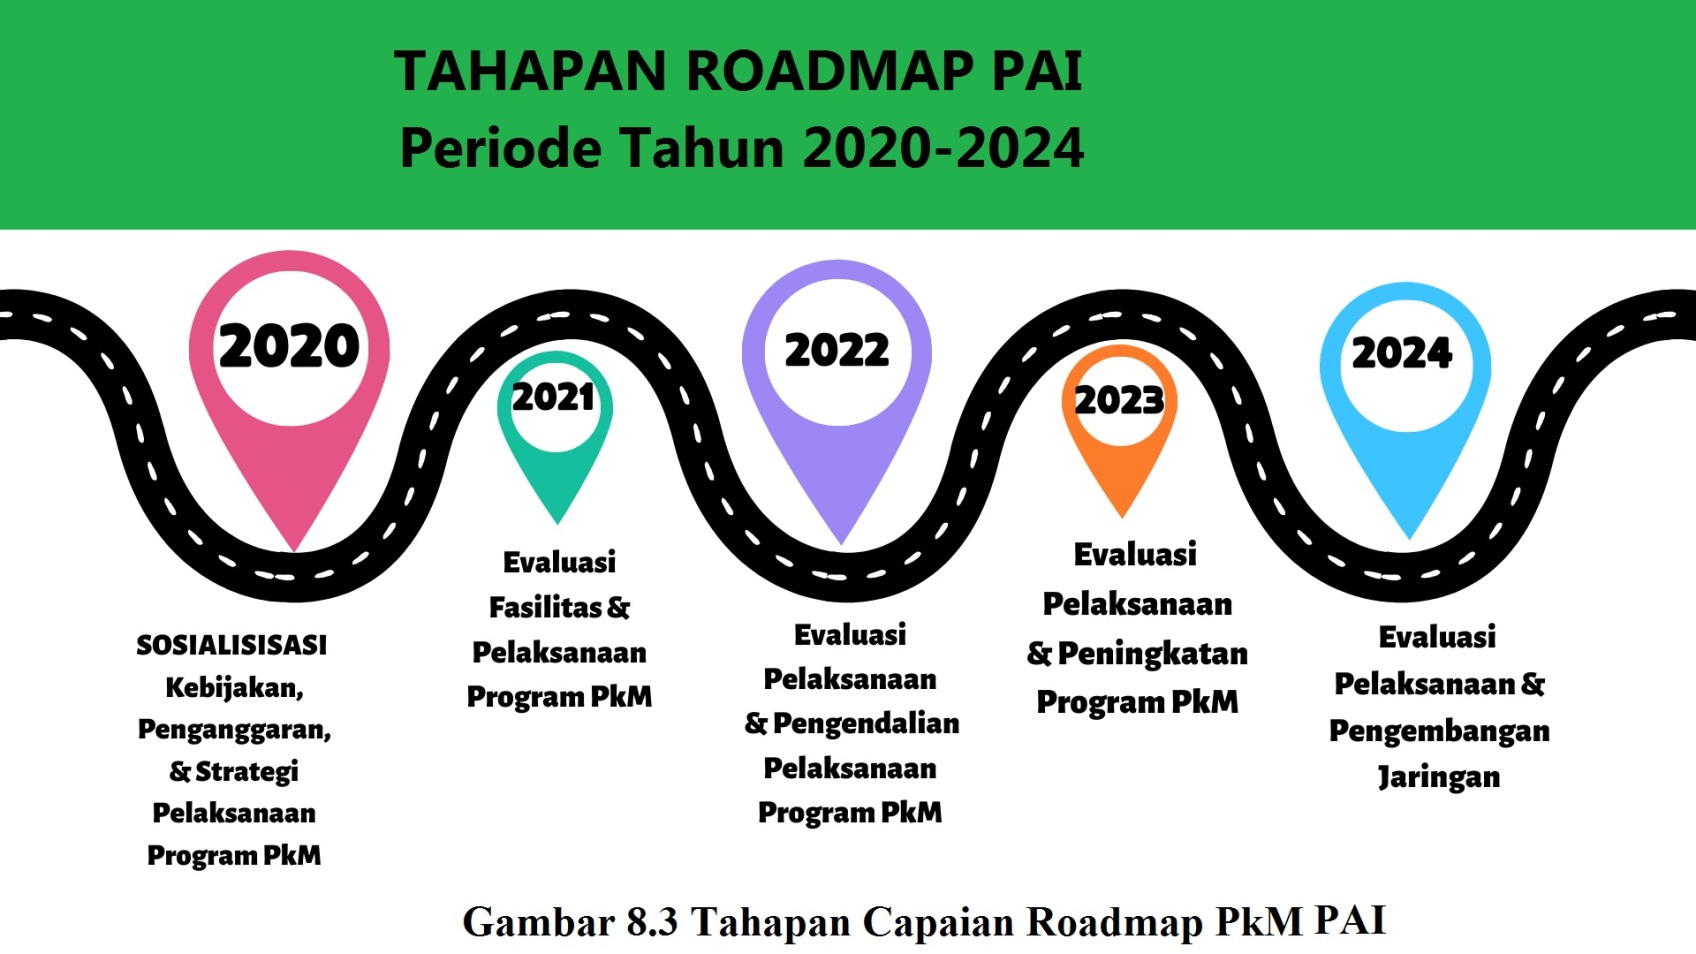 TAHAPAN ROADMAP PAI
Periode Tahun 2020-2024
2020
SOSIALISISASI
Kebijakan,
Penganggaran,
& Strategi
Pelaksanaan
Program PkM
2021
Evaluasi
Fasilitas &
Pelaksanaan
Program PkM
2022
Evaluasi
Pelaksanaan
& Pengendalian
Pelaksanaan
Program PkM
2023
Evaluasi
Pelaksanaan
& Peningkatan
Program PkM
2024
Evaluasi
Pelaksanaan &
Pengembangan
Jaringan
Gambar 8.3 Tahapan Capaian Roadmap PkM PAI